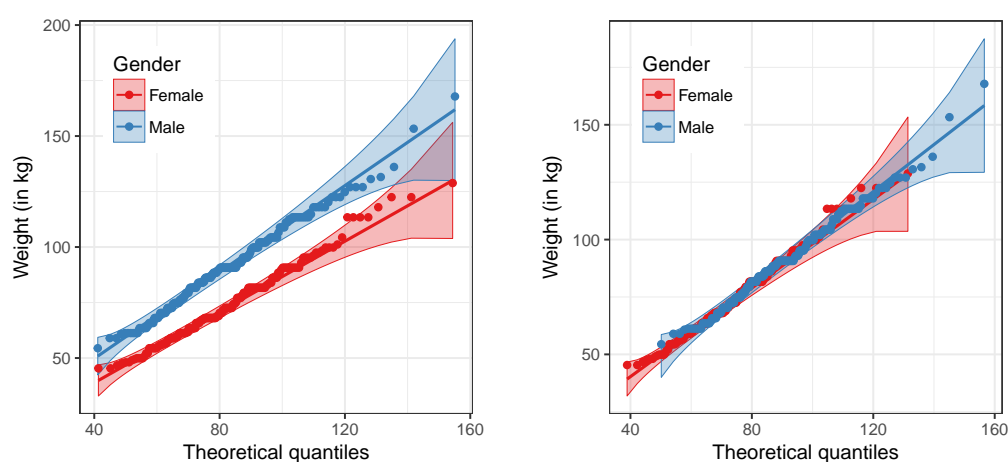 200
150
100
50
40
80
120
160
Theoretical quantiles
Weight (in kg)
Gender
Female
Male
150
100
50
40
80
120
160
Theoretical quantiles
Weight (in kg)
Gender
Female
Male